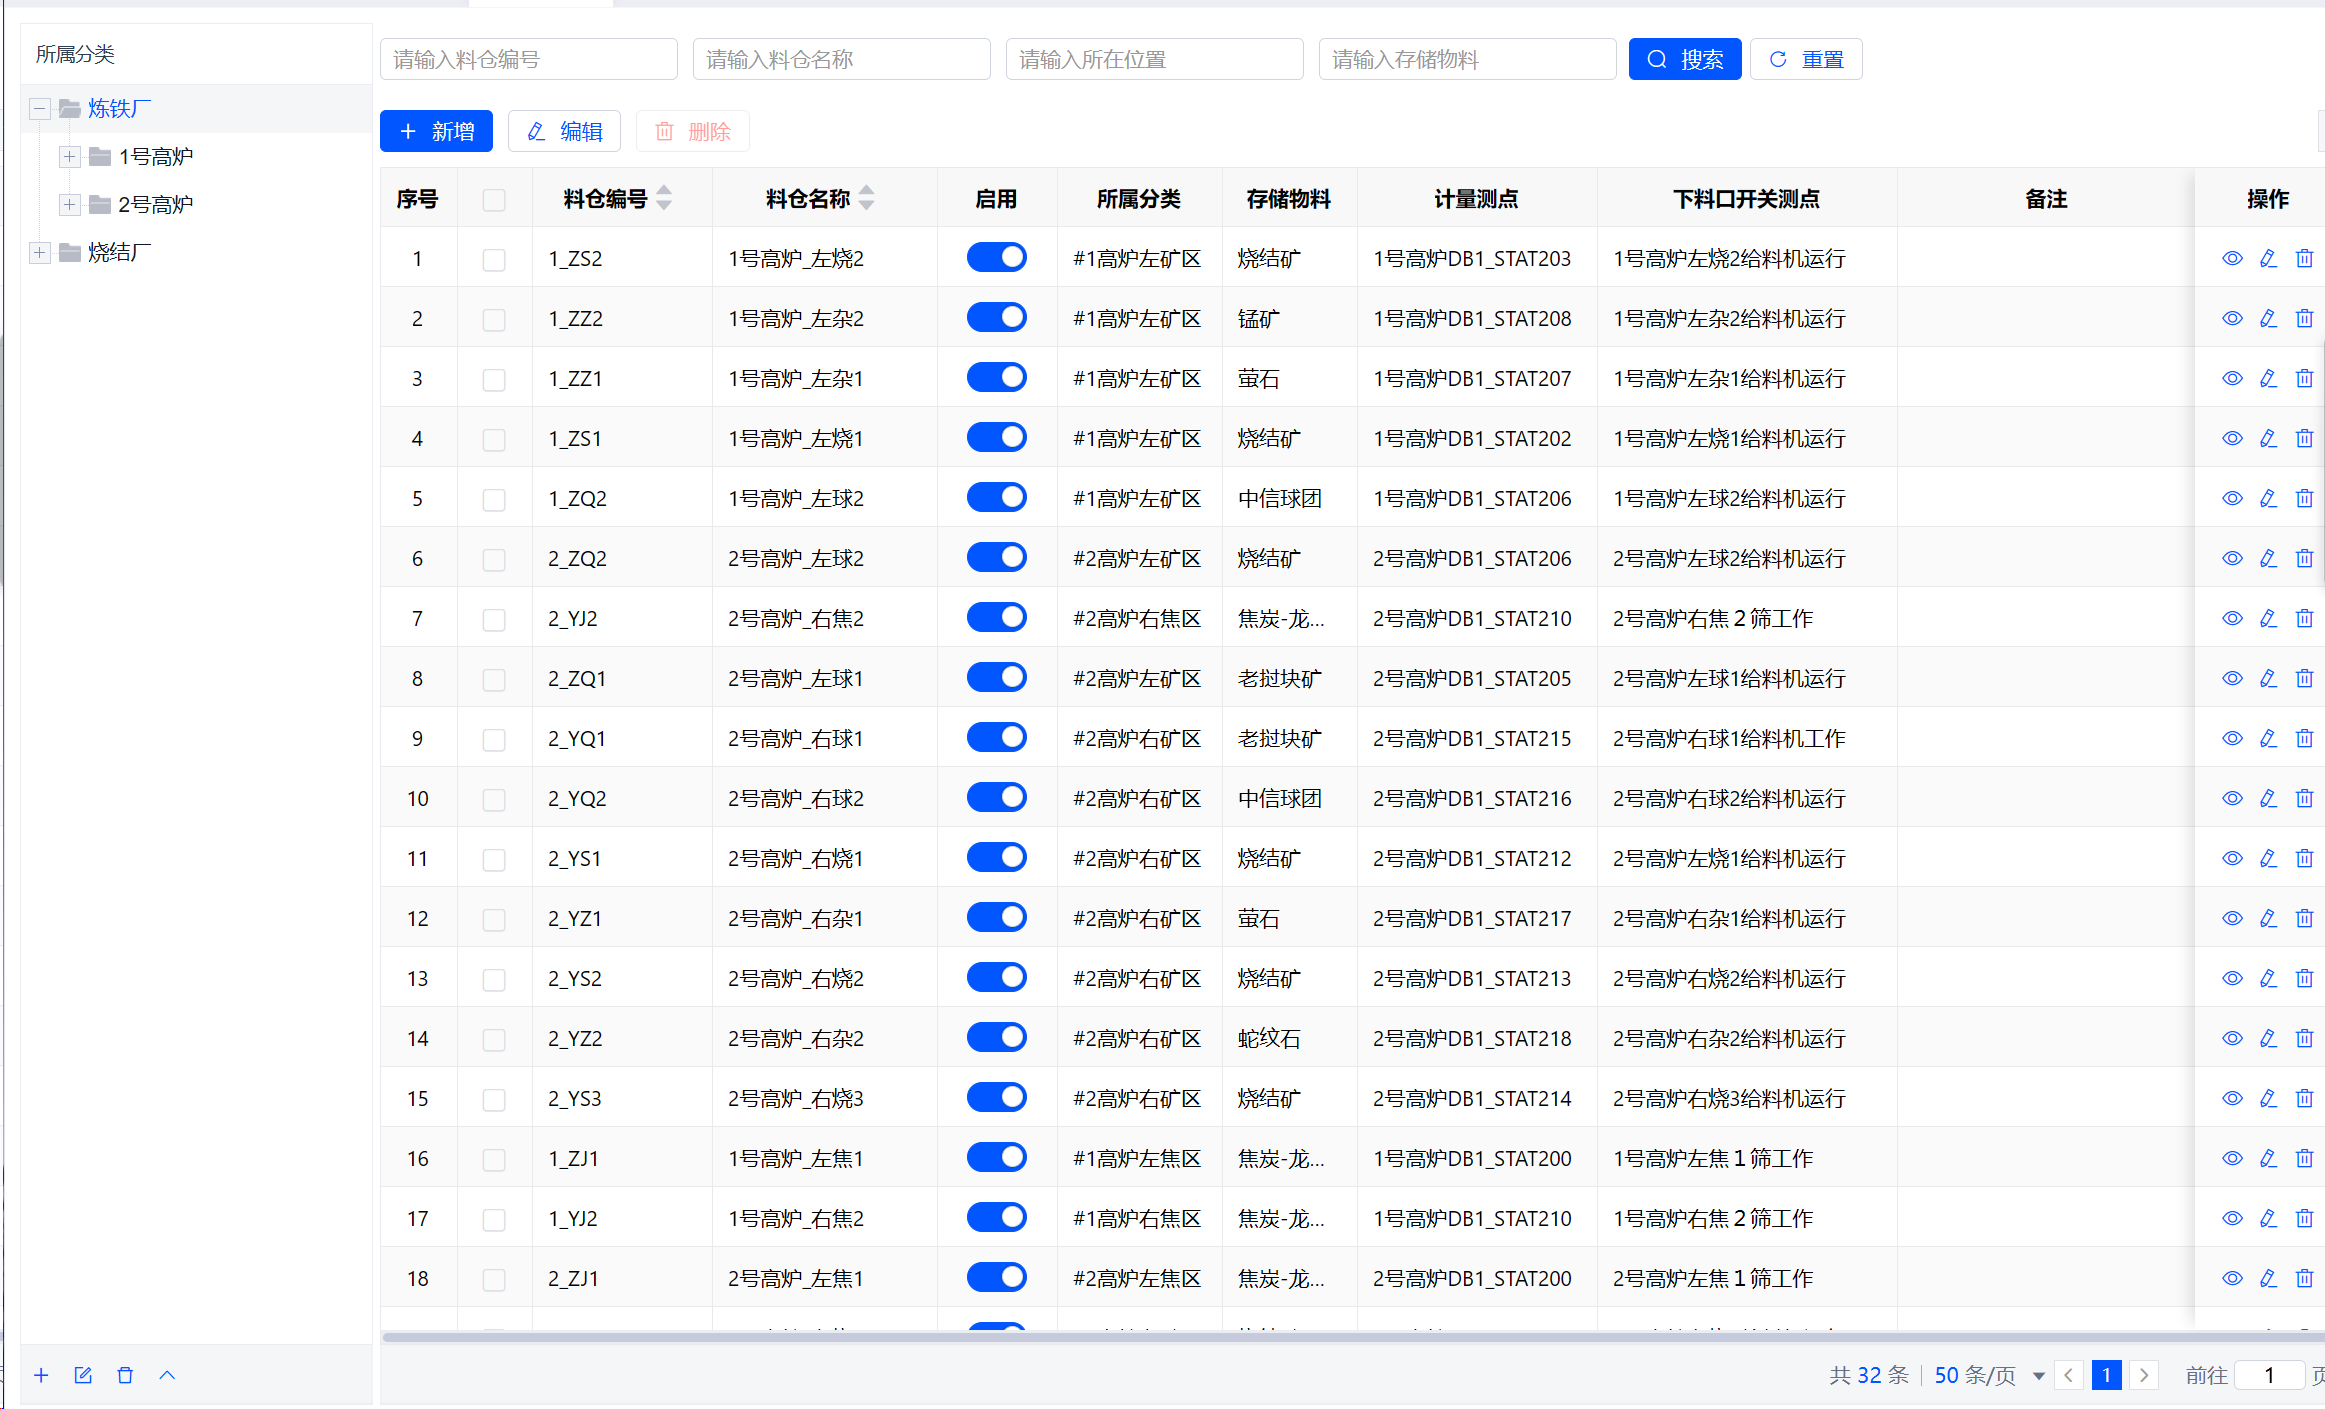 所属分类
炼铁厂
1号高炉
2号高炉
烧结厂
请输入料仓编号 请输入料仓名称 请输入所在位置 请输入存储物料 搜索 重置
新增 编辑 删除
序号 料仓编号 料仓名称 启用 所属分类 存储物料 计量测点 下料口开关测点 备注 操作
1 1_ZS2 1号高炉_左烧2 #1高炉左矿区 烧结矿 1号高炉DB1_STAT203 1号高炉左烧2给料机运行
2 1_ZZ2 1号高炉_左杂2 #1高炉左矿区 锰矿 1号高炉DB1_STAT208 1号高炉左杂2给料机运行
3 1_ZZ1 1号高炉_左杂1 #1高炉左矿区 萤石 1号高炉DB1_STAT207 1号高炉左杂1给料机运行
4 1_ZS1 1号高炉_左烧1 #1高炉左矿区 烧结矿 1号高炉DB1_STAT202 1号高炉左烧1给料机运行
5 1_ZQ2 1号高炉_左球2 #1高炉左矿区 中信球团 1号高炉DB1_STAT206 1号高炉左球2给料机运行
6 2_ZQ2 2号高炉_左球2 #2高炉左矿区 烧结矿 2号高炉DB1_STAT206 2号高炉左球2给料机运行
7 2_YJ2 2号高炉_右焦2 #2高炉右焦区 焦炭-龙... 2号高炉DB1_STAT210 2号高炉右焦２筛工作
8 2_ZQ1 2号高炉_左球1 #2高炉左矿区 老挝块矿 2号高炉DB1_STAT205 2号高炉左球1给料机运行
9 2_YQ1 2号高炉_右球1 #2高炉右矿区 老挝块矿 2号高炉DB1_STAT215 2号高炉右球1给料机工作
10 2_YQ2 2号高炉_右球2 #2高炉右矿区 中信球团 2号高炉DB1_STAT216 2号高炉右球2给料机运行
11 2_YS1 2号高炉_右烧1 #2高炉右矿区 烧结矿 2号高炉DB1_STAT212 2号高炉左烧1给料机运行
12 2_YZ1 2号高炉_右杂1 #2高炉右矿区 萤石 2号高炉DB1_STAT217 2号高炉右杂1给料机运行
13 2_YS2 2号高炉_右烧2 #2高炉右矿区 烧结矿 2号高炉DB1_STAT213 2号高炉右烧2给料机运行
14 2_YZ2 2号高炉_右杂2 #2高炉右矿区 蛇纹石 2号高炉DB1_STAT218 2号高炉右杂2给料机运行
15 2_YS3 2号高炉_右烧3 #2高炉右矿区 烧结矿 2号高炉DB1_STAT214 2号高炉右烧3给料机运行
16 1_ZJ1 1号高炉_左焦1 #1高炉左焦区 焦炭-龙... 1号高炉DB1_STAT200 1号高炉左焦１筛工作
17 1_YJ2 1号高炉_右焦2 #1高炉右焦区 焦炭-龙... 1号高炉DB1_STAT210 1号高炉右焦２筛工作
18 2_ZJ1 2号高炉_左焦1 #2高炉左焦区 焦炭-龙... 2号高炉DB1_STAT200 2号高炉左焦１筛工作
共 32 条 50 条/页 1 前往 1